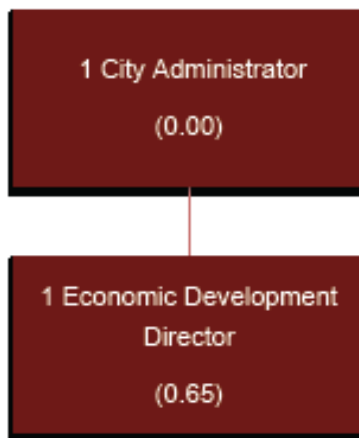 1 City Administrator
(0.00)
1 Economic Development
Director
(0.65)